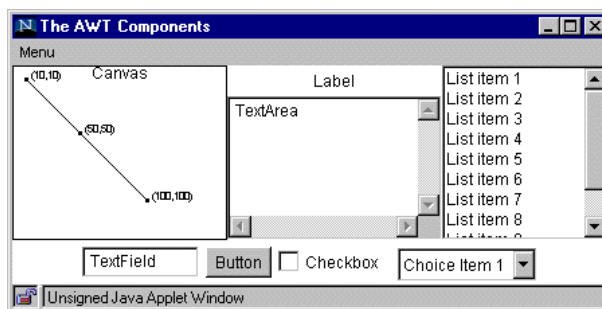 The AWT Components
Menu
Canvas
(10,10)
(50,50)
(100,100)
Label
TextArea
List item 1
List item 2
List item 3
List item 4
List item 5
List item 6
List item 7
List item 8
TextField
Button
Checkbox
Choice Item 1
Unsigned Java Applet Window